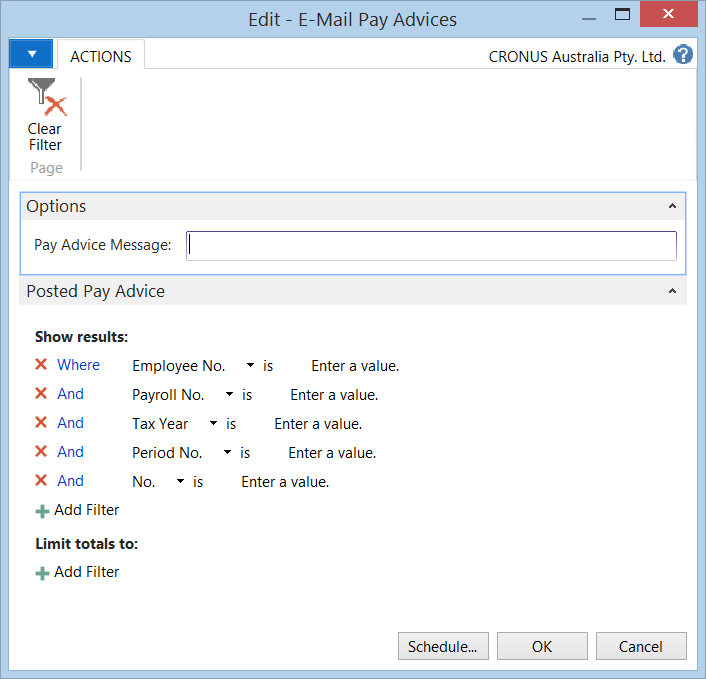 Edit - E-Mail Pay Advices
ACTIONS
CRONUS Australia Pty. Ltd. ?
Clear
Filter
Page
Options
Pay Advice Message:
Posted Pay Advice
Show results:
Where Employee No. is Enter a value.
And Payroll No. is Enter a value.
And Tax Year is Enter a value.
And Period No. is Enter a value.
And No. is Enter a value.
Add Filter
Limit totals to:
Add Filter
Schedule... OK Cancel